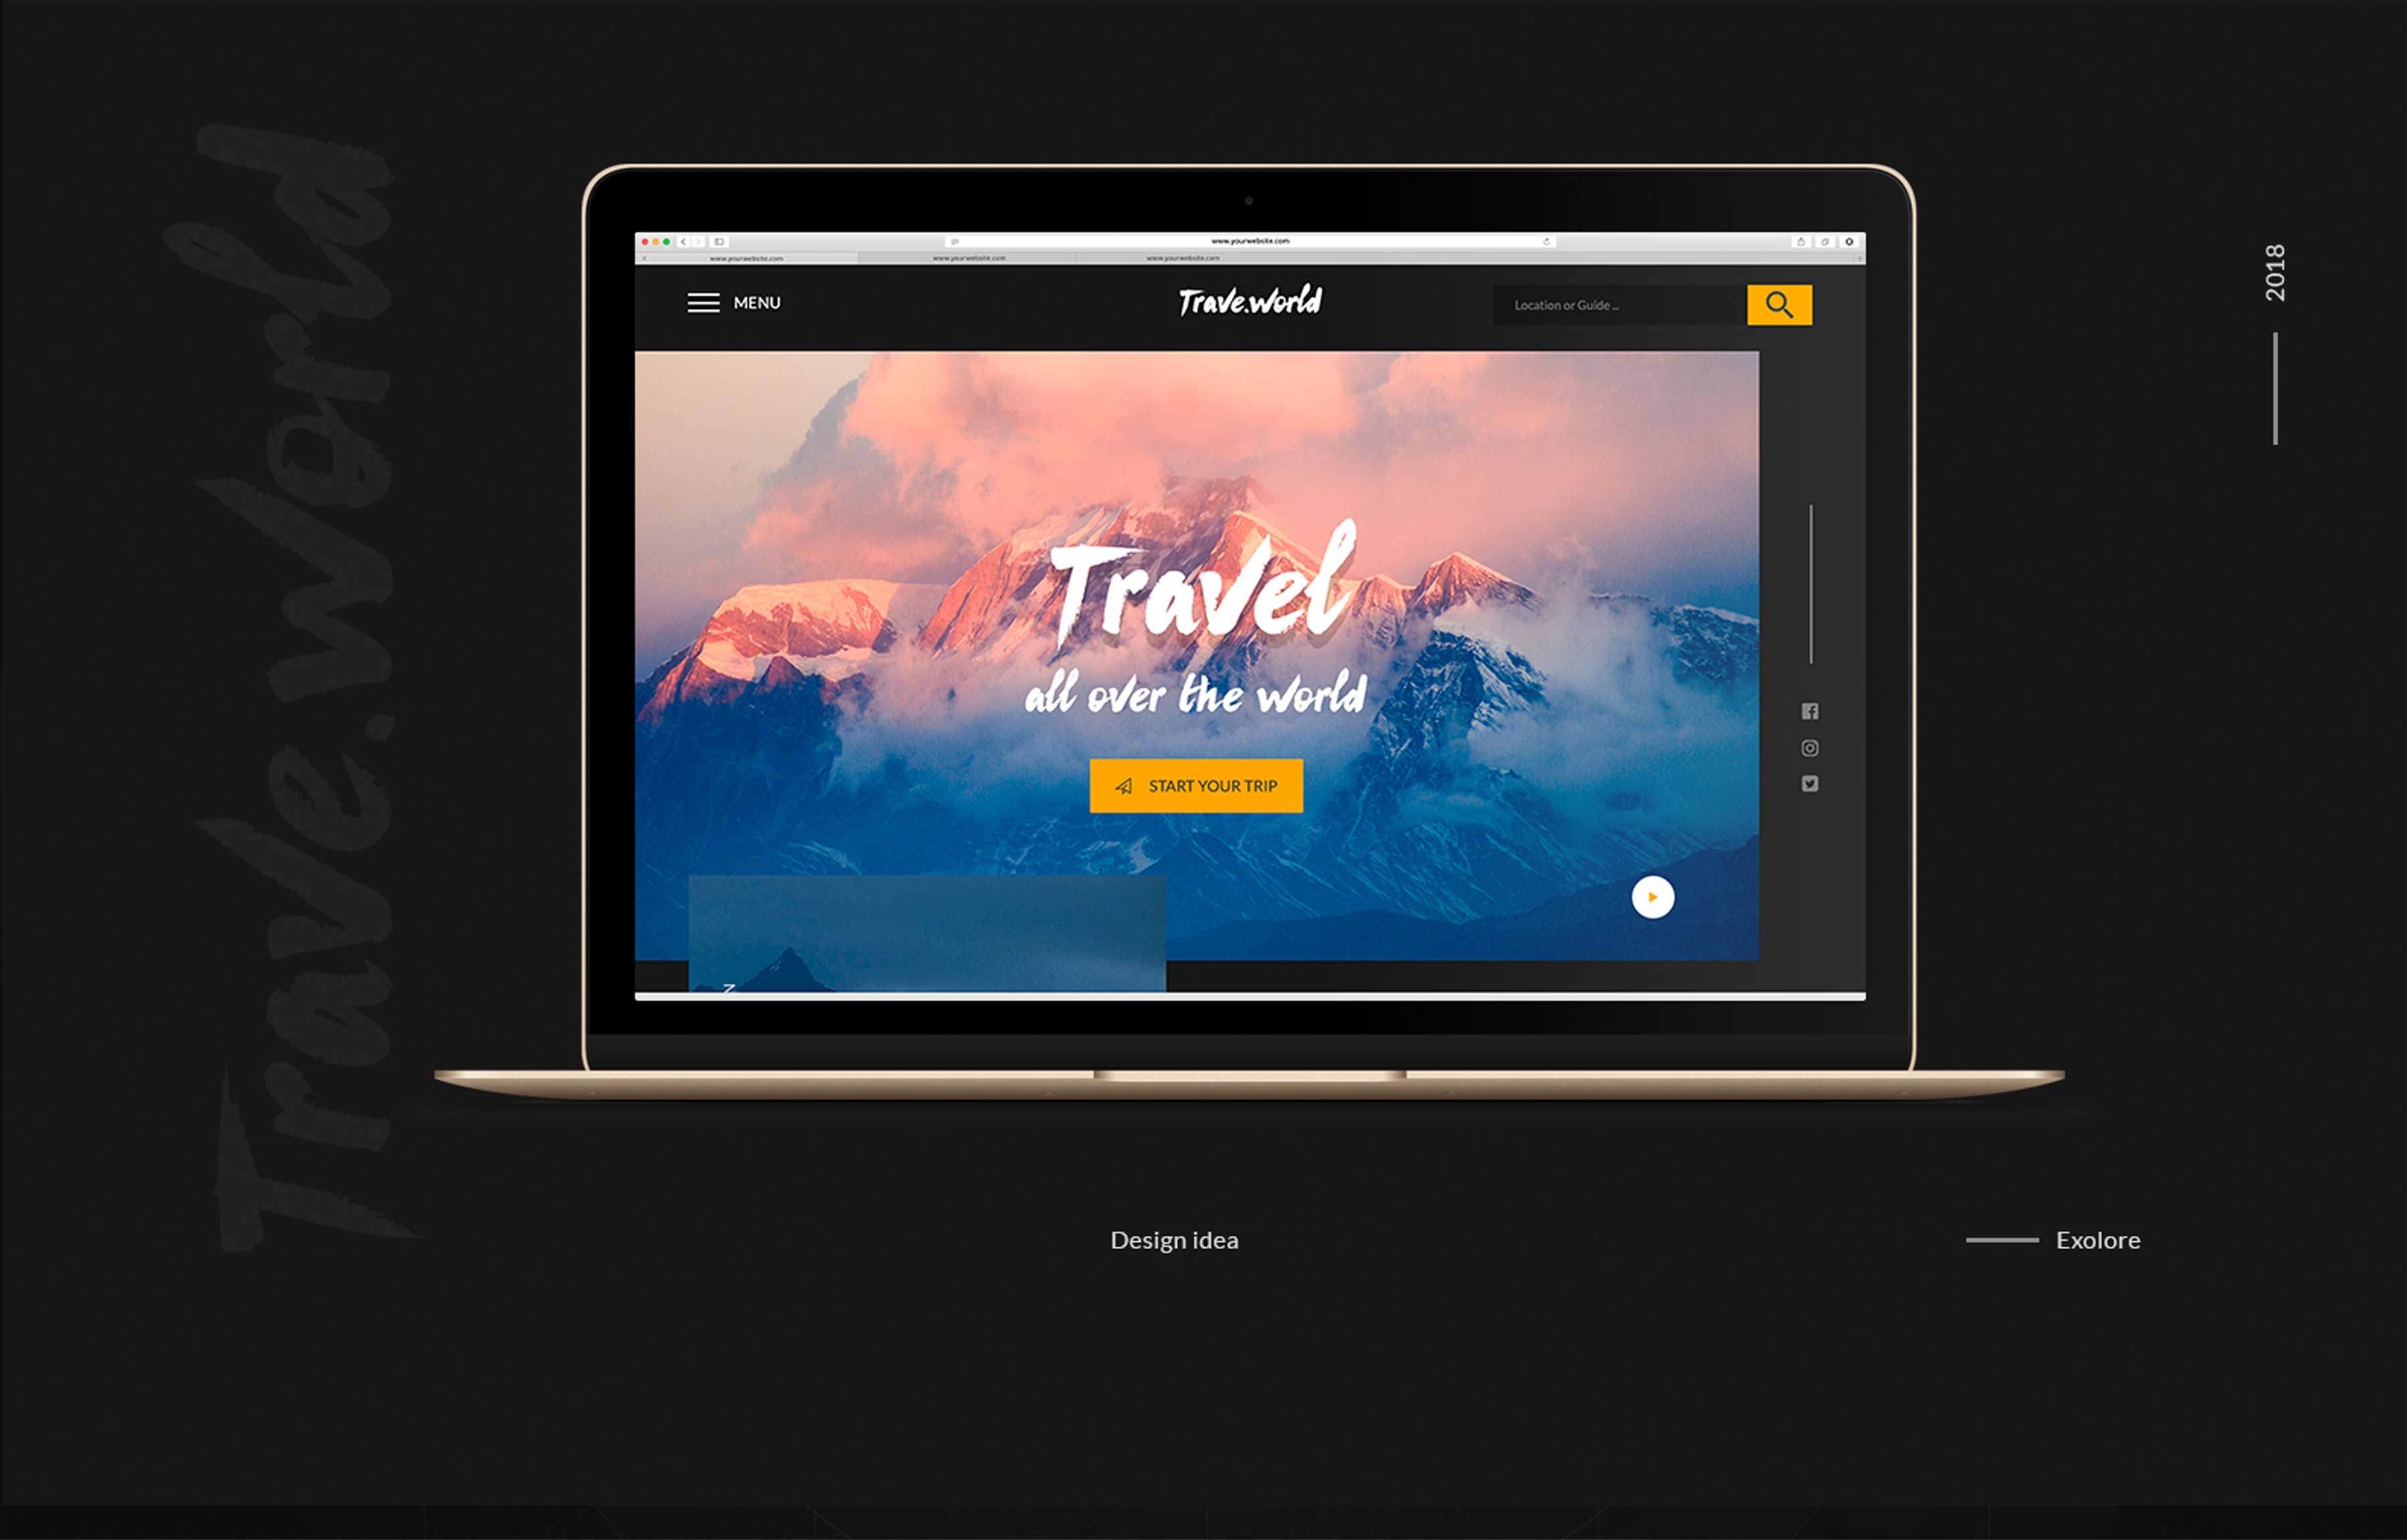 Trave.world
2018
www.yourwebsite.com
www.yourwebsite.com
www.yourwebsite.com
www.yourwebsite.com
MENU
Trave.world
Location or Guide ...
Travel
all over the world
START YOUR TRIP
Z
Design idea
Exolore